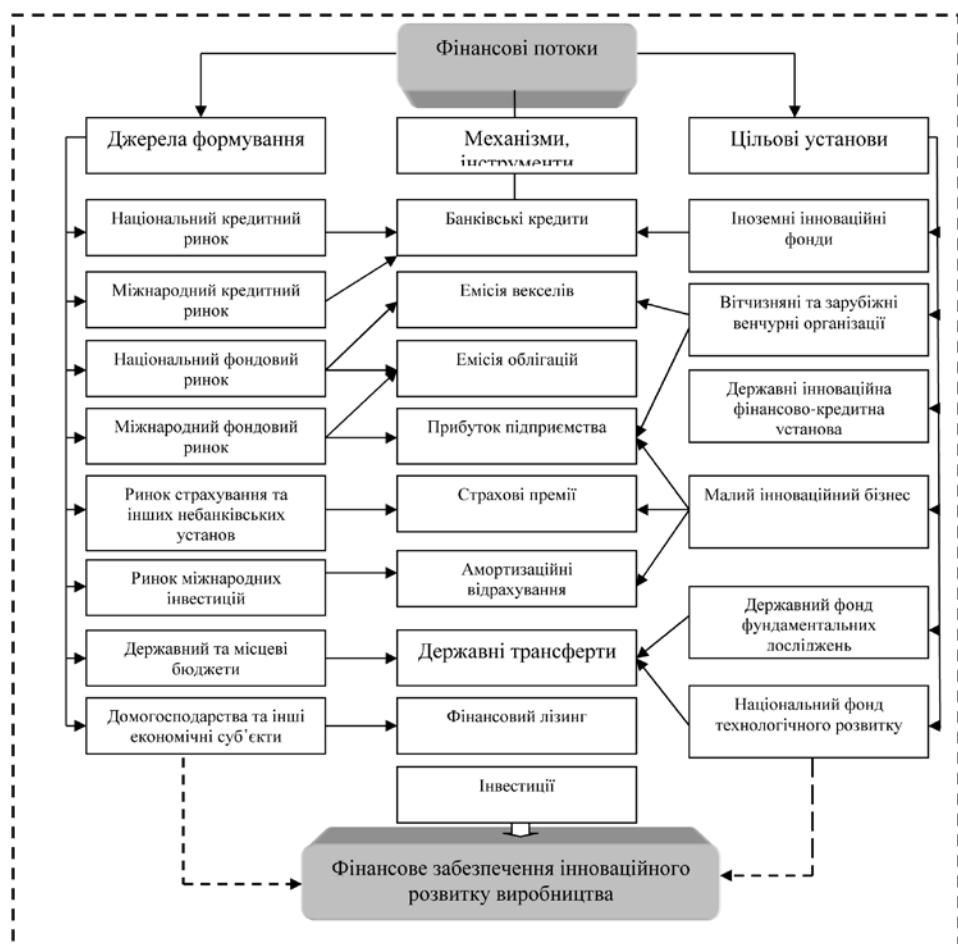 Фінансові потоки
Джерела формування
Механізми,
інструменти
Цільові установи
Національний кредитний
ринок
Міжнародний кредитний
ринок
Національний фондовий
ринок
Міжнародний фондовий
ринок
Ринок страхування та
інших небанківських
установ
Ринок міжнародних
інвестицій
Державний та місцеві
бюджети
Домогосподарства та інші
економічні суб’єкти
Банківські кредити
Емісія векселів
Емісія облігацій
Прибуток підприємства
Страхові премії
Амортизаційні
відрахування
Державні трансферти
Фінансовий лізинг
Інвестиції
Іноземні інноваційні
фонди
Вітчизняні та зарубіжні
венчурні організації
Державні інноваційна
фінансово-кредитна
установа
Малий інноваційний бізнес
Державний фонд
фундаментальних
досліджень
Національний фонд
технологічного розвитку
Фінансове забезпечення інноваційного
розвитку виробництва